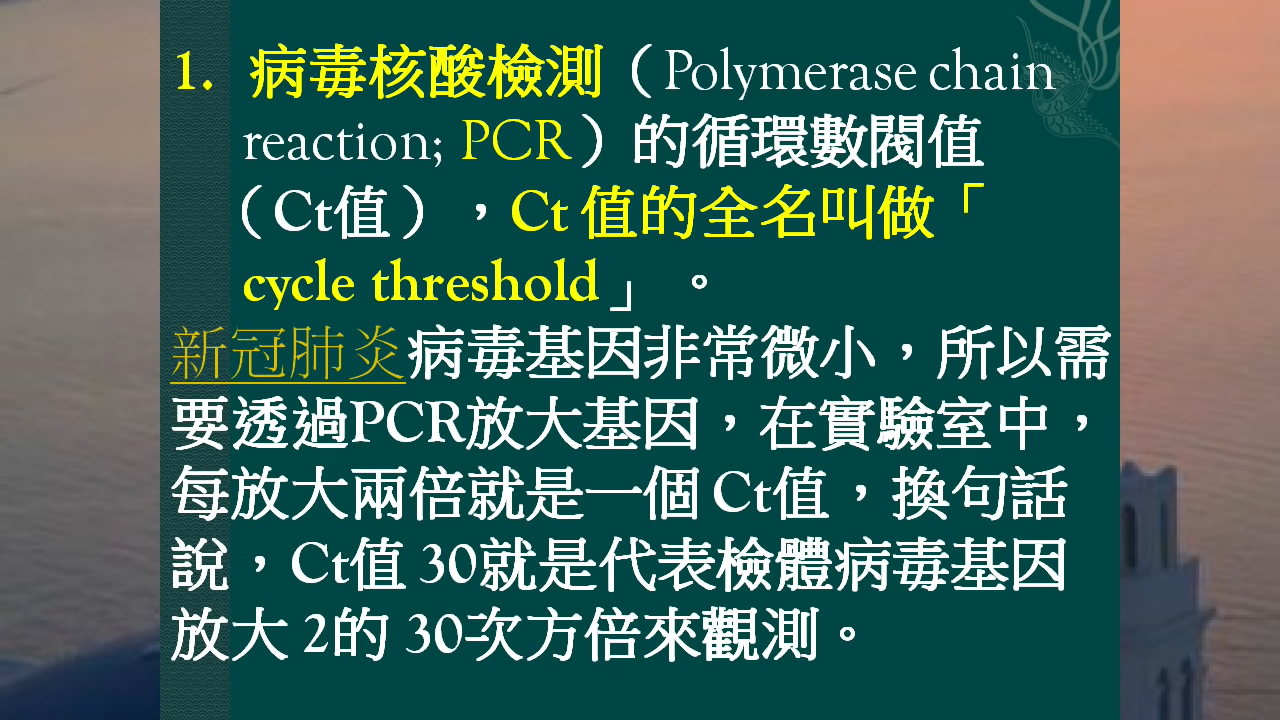 1. 病毒核酸檢測（Polymerase chain
reaction; PCR）的循環數閥值
（Ct值），Ct 值的全名叫做「
cycle threshold」。
新冠肺炎病毒基因非常微小，所以需
要透過PCR放大基因，在實驗室中，
每放大兩倍就是一個 Ct值，換句話
說，Ct值 30就是代表檢體病毒基因
放大 2的 30次方倍來觀測。